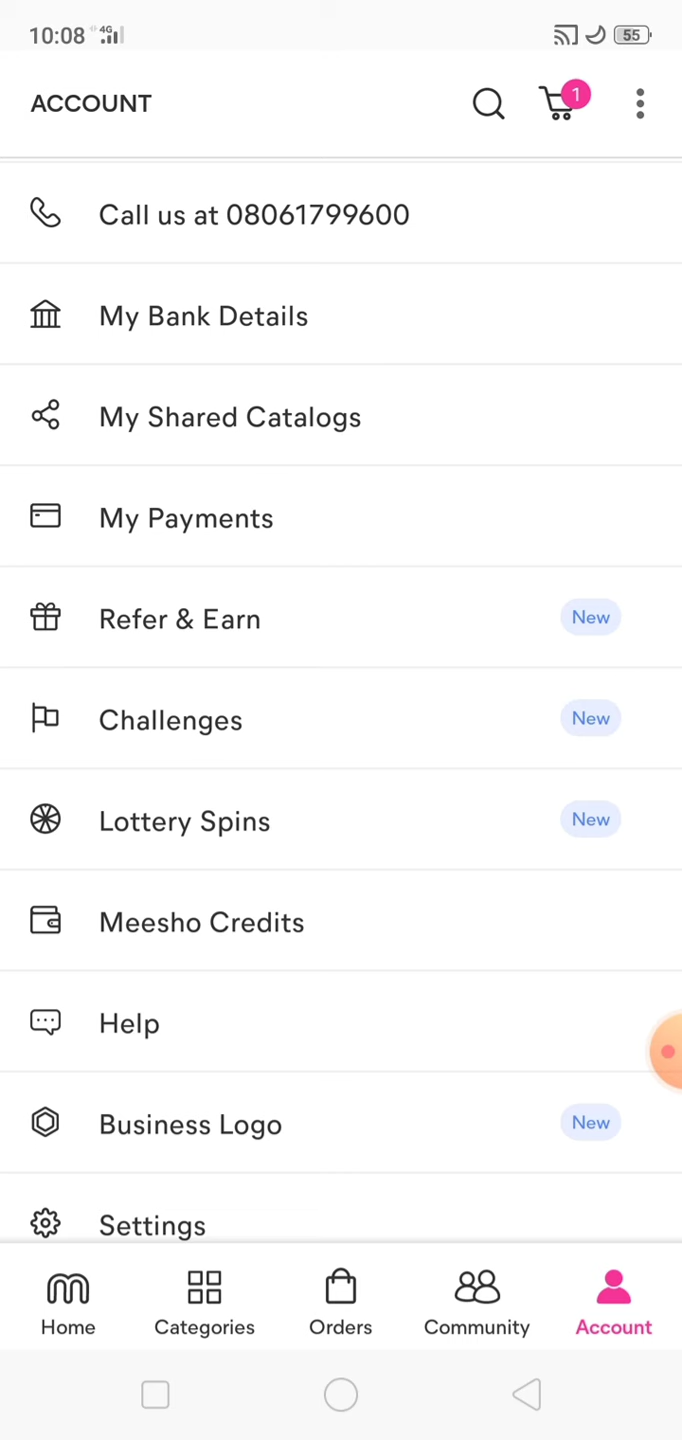 10:08 4G 55
ACCOUNT 1
Call us at 08061799600
My Bank Details
My Shared Catalogs
My Payments
Refer & Earn New
Challenges New
Lottery Spins New
Meesho Credits
Help
Business Logo New
Settings
Home Categories Orders Community Account